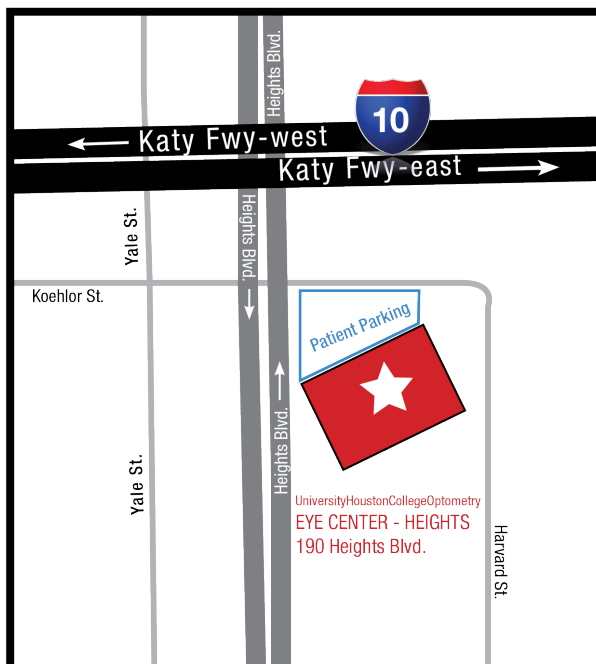 Heights Blvd.
10
Katy Fwy-west
Katy Fwy-east
Yale St.
Heights Blvd.
Koehlor St.
Patient Parking
Heights Blvd.
Yale St.
UniversityHoustonCollegeOptometry
EYE CENTER - HEIGHTS
190 Heights Blvd.
Harvard St.